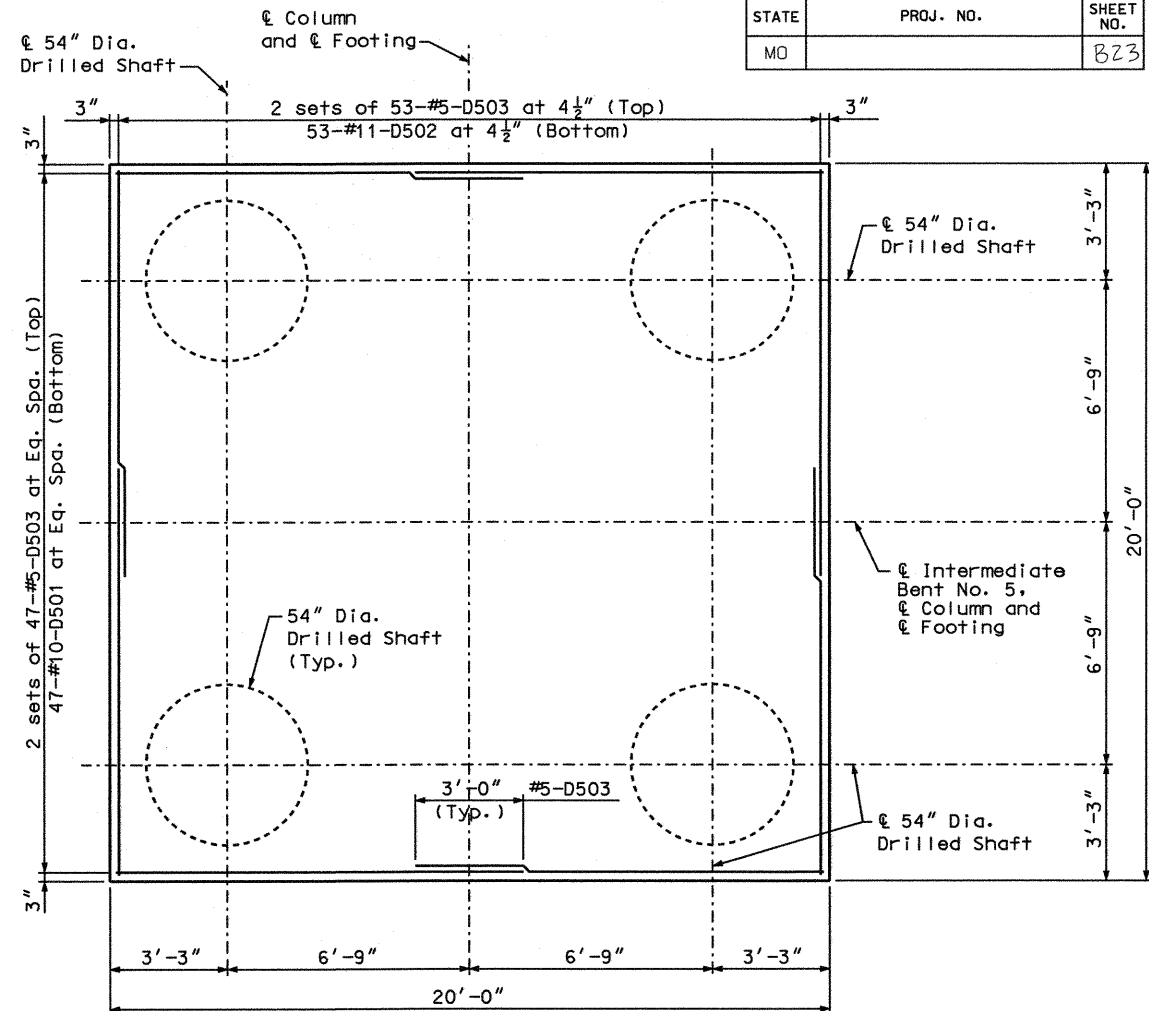 ℄ 54" Dia.
Drilled Shaft
℄ Column
and ℄ Footing
STATE
PROJ. NO.
SHEET
NO.
MO
B23
3"
2 sets of 53-#5-D503 at 4½" (Top)
53-#11-D502 at 4½" (Bottom)
3"
3"
2 sets of 47-#5-D503 at Eq. Spa. (Top)
47-#10-D501 at Eq. Spa. (Bottom)
3"
℄ 54" Dia.
Drilled Shaft
3'-3"
6'-9"
6'-9"
3'-3"
20'-0"
℄ Intermediate
Bent No. 5,
℄ Column and
℄ Footing
54" Dia.
Drilled Shaft
(Typ.)
3'-0"
(Typ.)
#5-D503
℄ 54" Dia.
Drilled Shaft
3'-3"
6'-9"
6'-9"
3'-3"
20'-0"